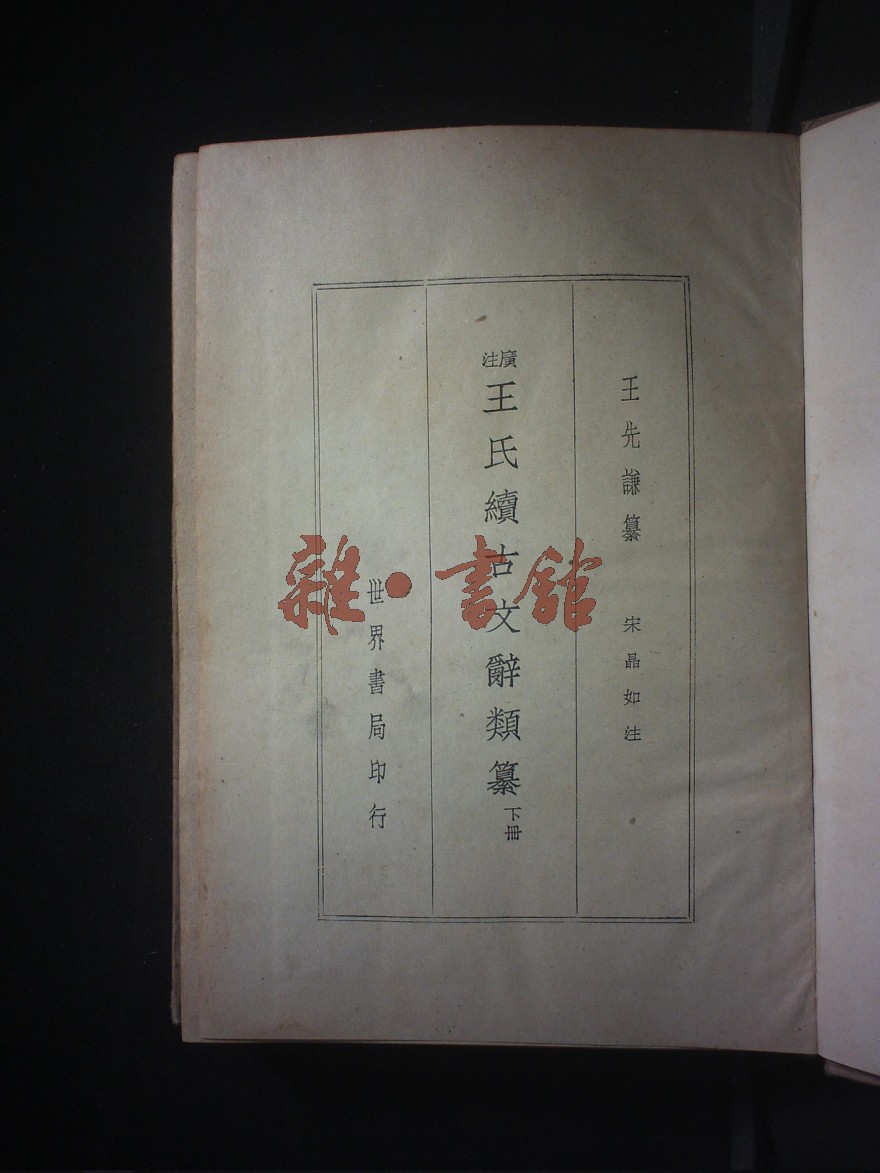 王先謙纂 宋晶如注
廣注 王氏續古文辭類纂 下冊
世界書局印行
雜·書館